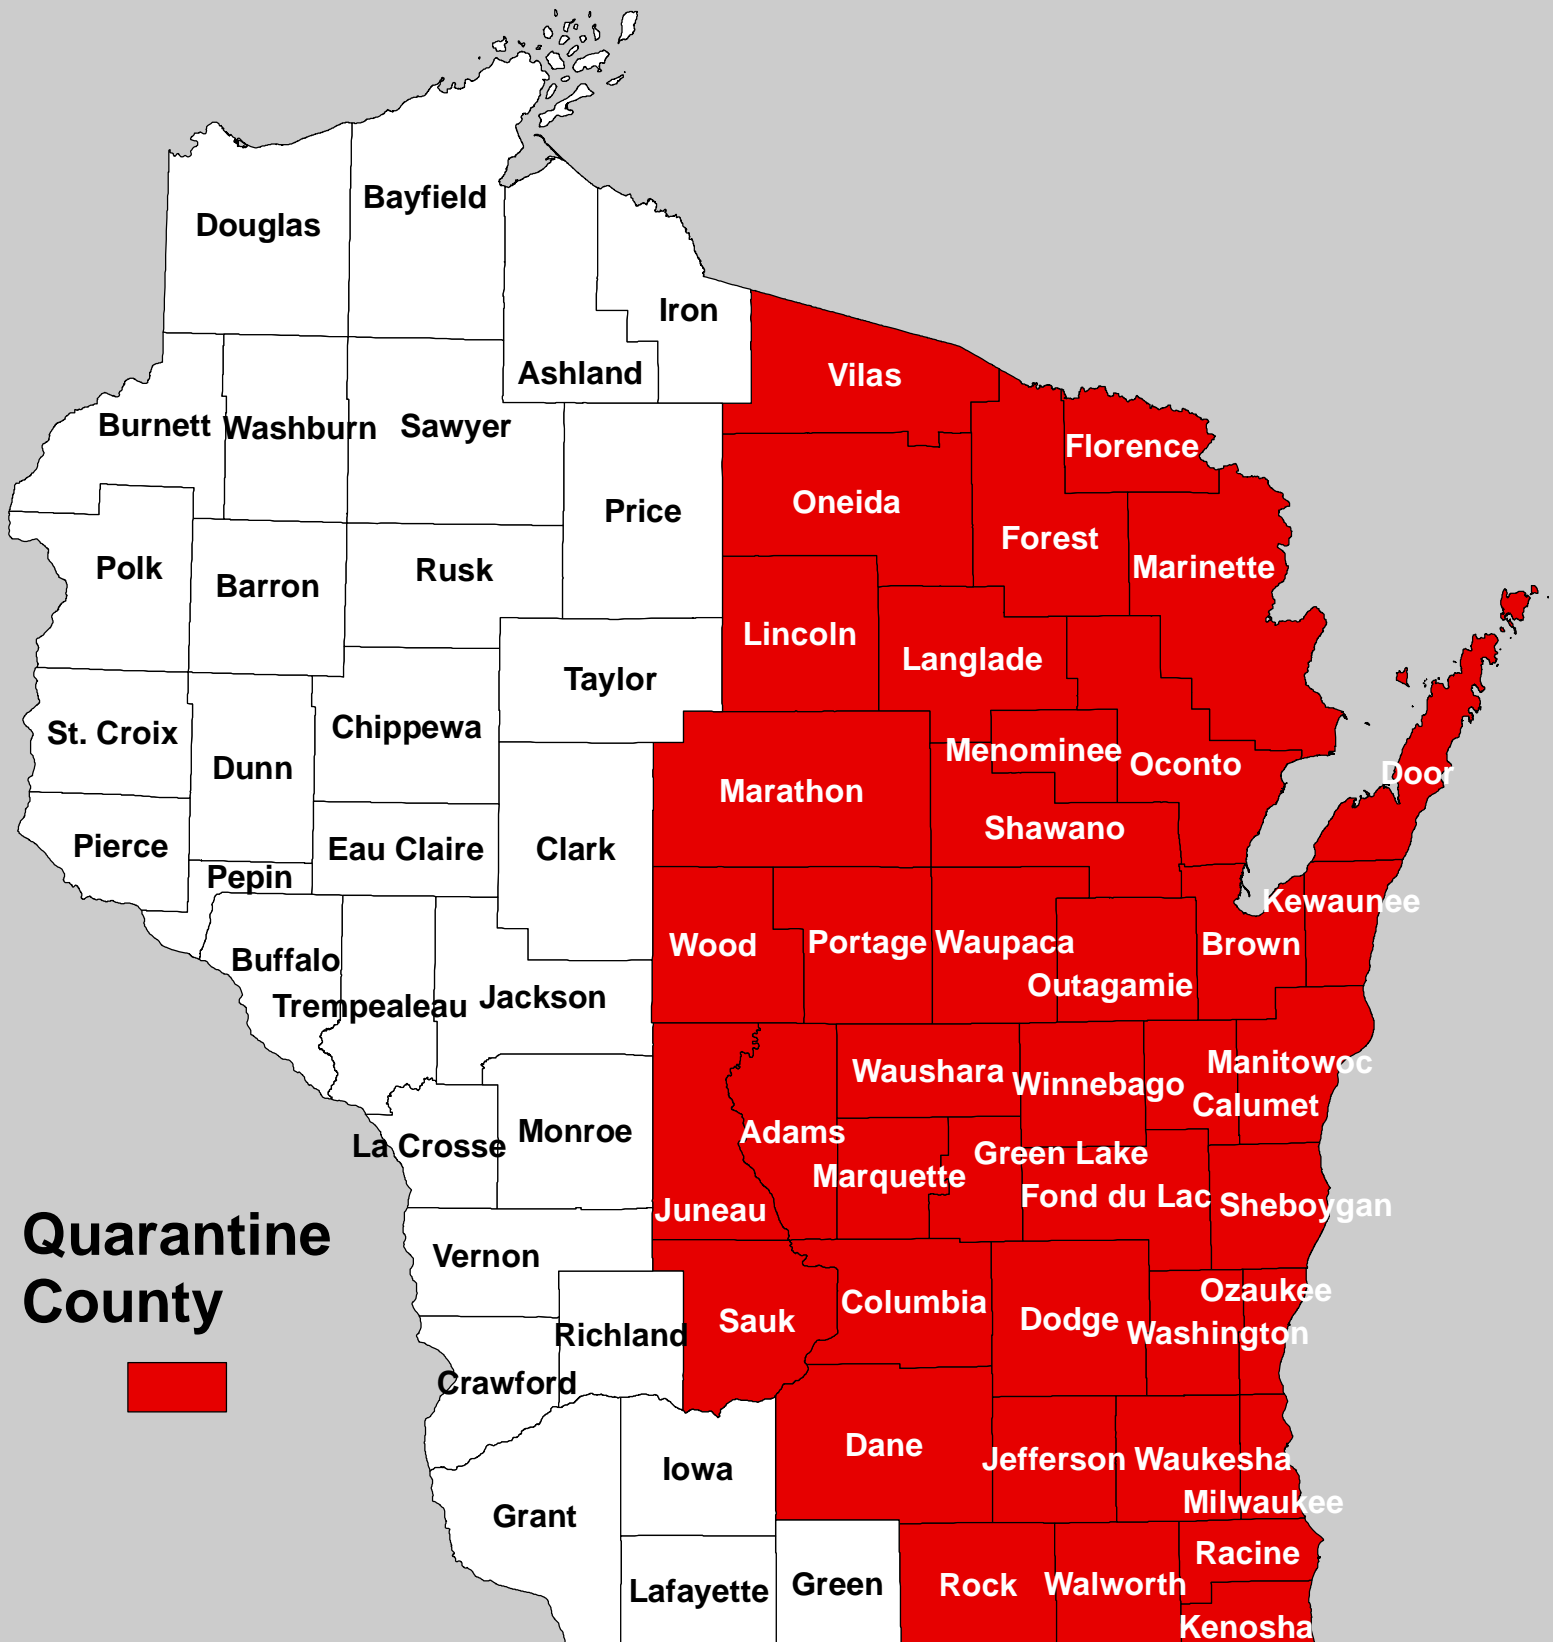 Bayfield
Douglas
Iron
Ashland
Vilas
Burnett
Washburn
Sawyer
Florence
Oneida
Price
Forest
Polk
Barron
Rusk
Marinette
Lincoln
Langlade
Taylor
St. Croix
Chippewa
Menominee
Oconto
Dunn
Door
Marathon
Shawano
Pierce
Eau Claire
Clark
Pepin
Kewaunee
Wood
Portage
Waupaca
Brown
Buffalo
Outagamie
Trempealeau
Jackson
Manitowoc
Waushara
Winnebago
Calumet
La Crosse
Monroe
Adams
Green Lake
Marquette
Fond du Lac
Juneau
Sheboygan
Quarantine
County
Vernon
Ozaukee
Columbia
Sauk
Dodge
Washington
Richland
Crawford
Dane
Jefferson
Waukesha
Iowa
Milwaukee
Grant
Racine
Lafayette
Green
Rock
Walworth
Kenosha